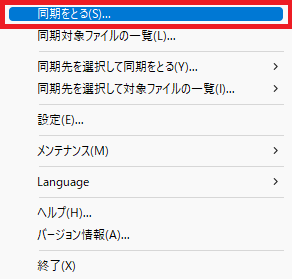 同期をとる(S)...
同期対象ファイルの一覧(L)...
同期先を選択して同期をとる(Y)...
同期先を選択して対象ファイルの一覧(I)...
設定(E)...
メンテナンス(M)
Language
ヘルプ(H)...
バージョン情報(A)...
終了(X)